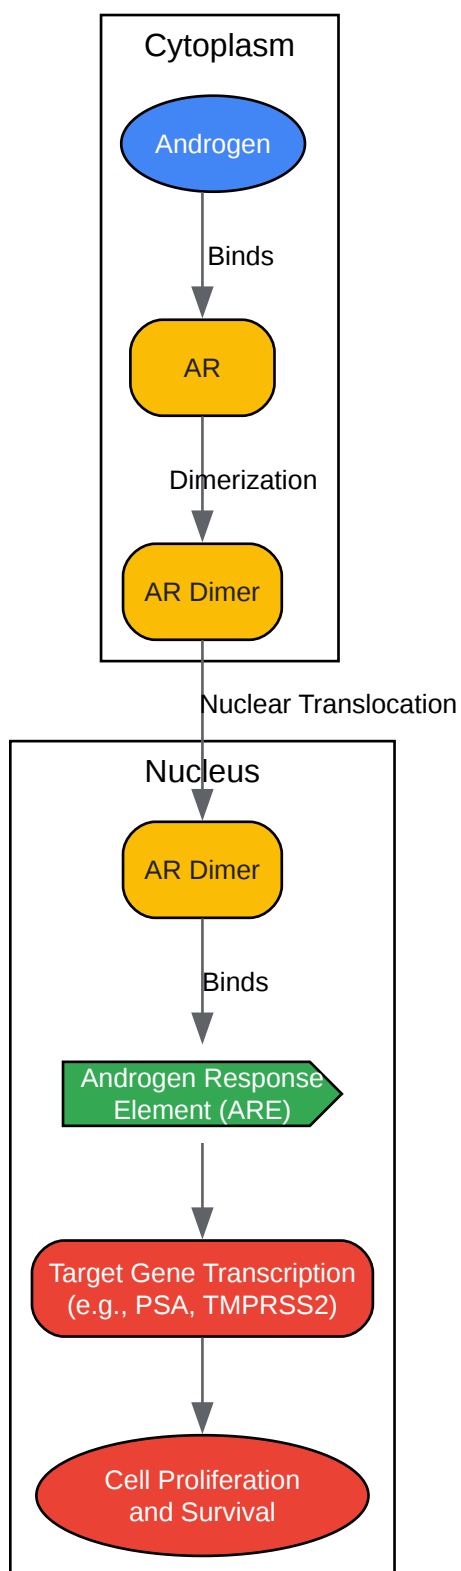 Cytoplasm
Androgen
Binds
AR
Dimerization
AR Dimer
Nuclear Translocation
Nucleus
AR Dimer
Binds
Androgen Response
Element (ARE)
Target Gene Transcription
(e.g., PSA, TMPRSS2)
Cell Proliferation
and Survival